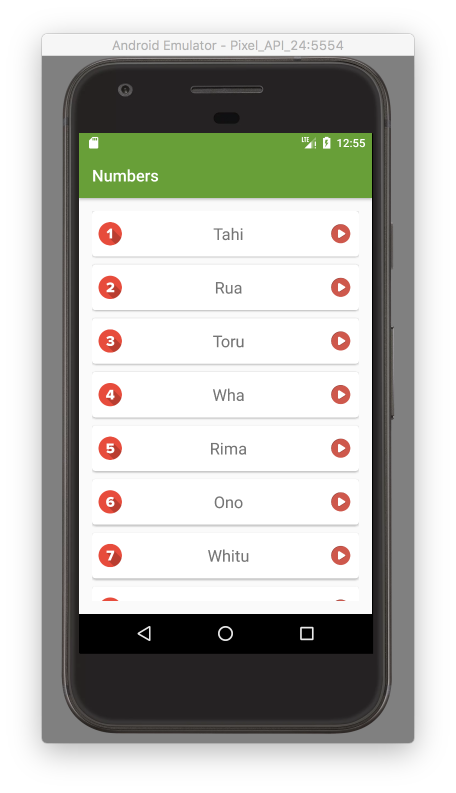 Android Emulator - Pixel_API_24:5554
LTE 12:55
Numbers
1 Tahi
2 Rua
3 Toru
4 Wha
5 Rima
6 Ono
7 Whitu